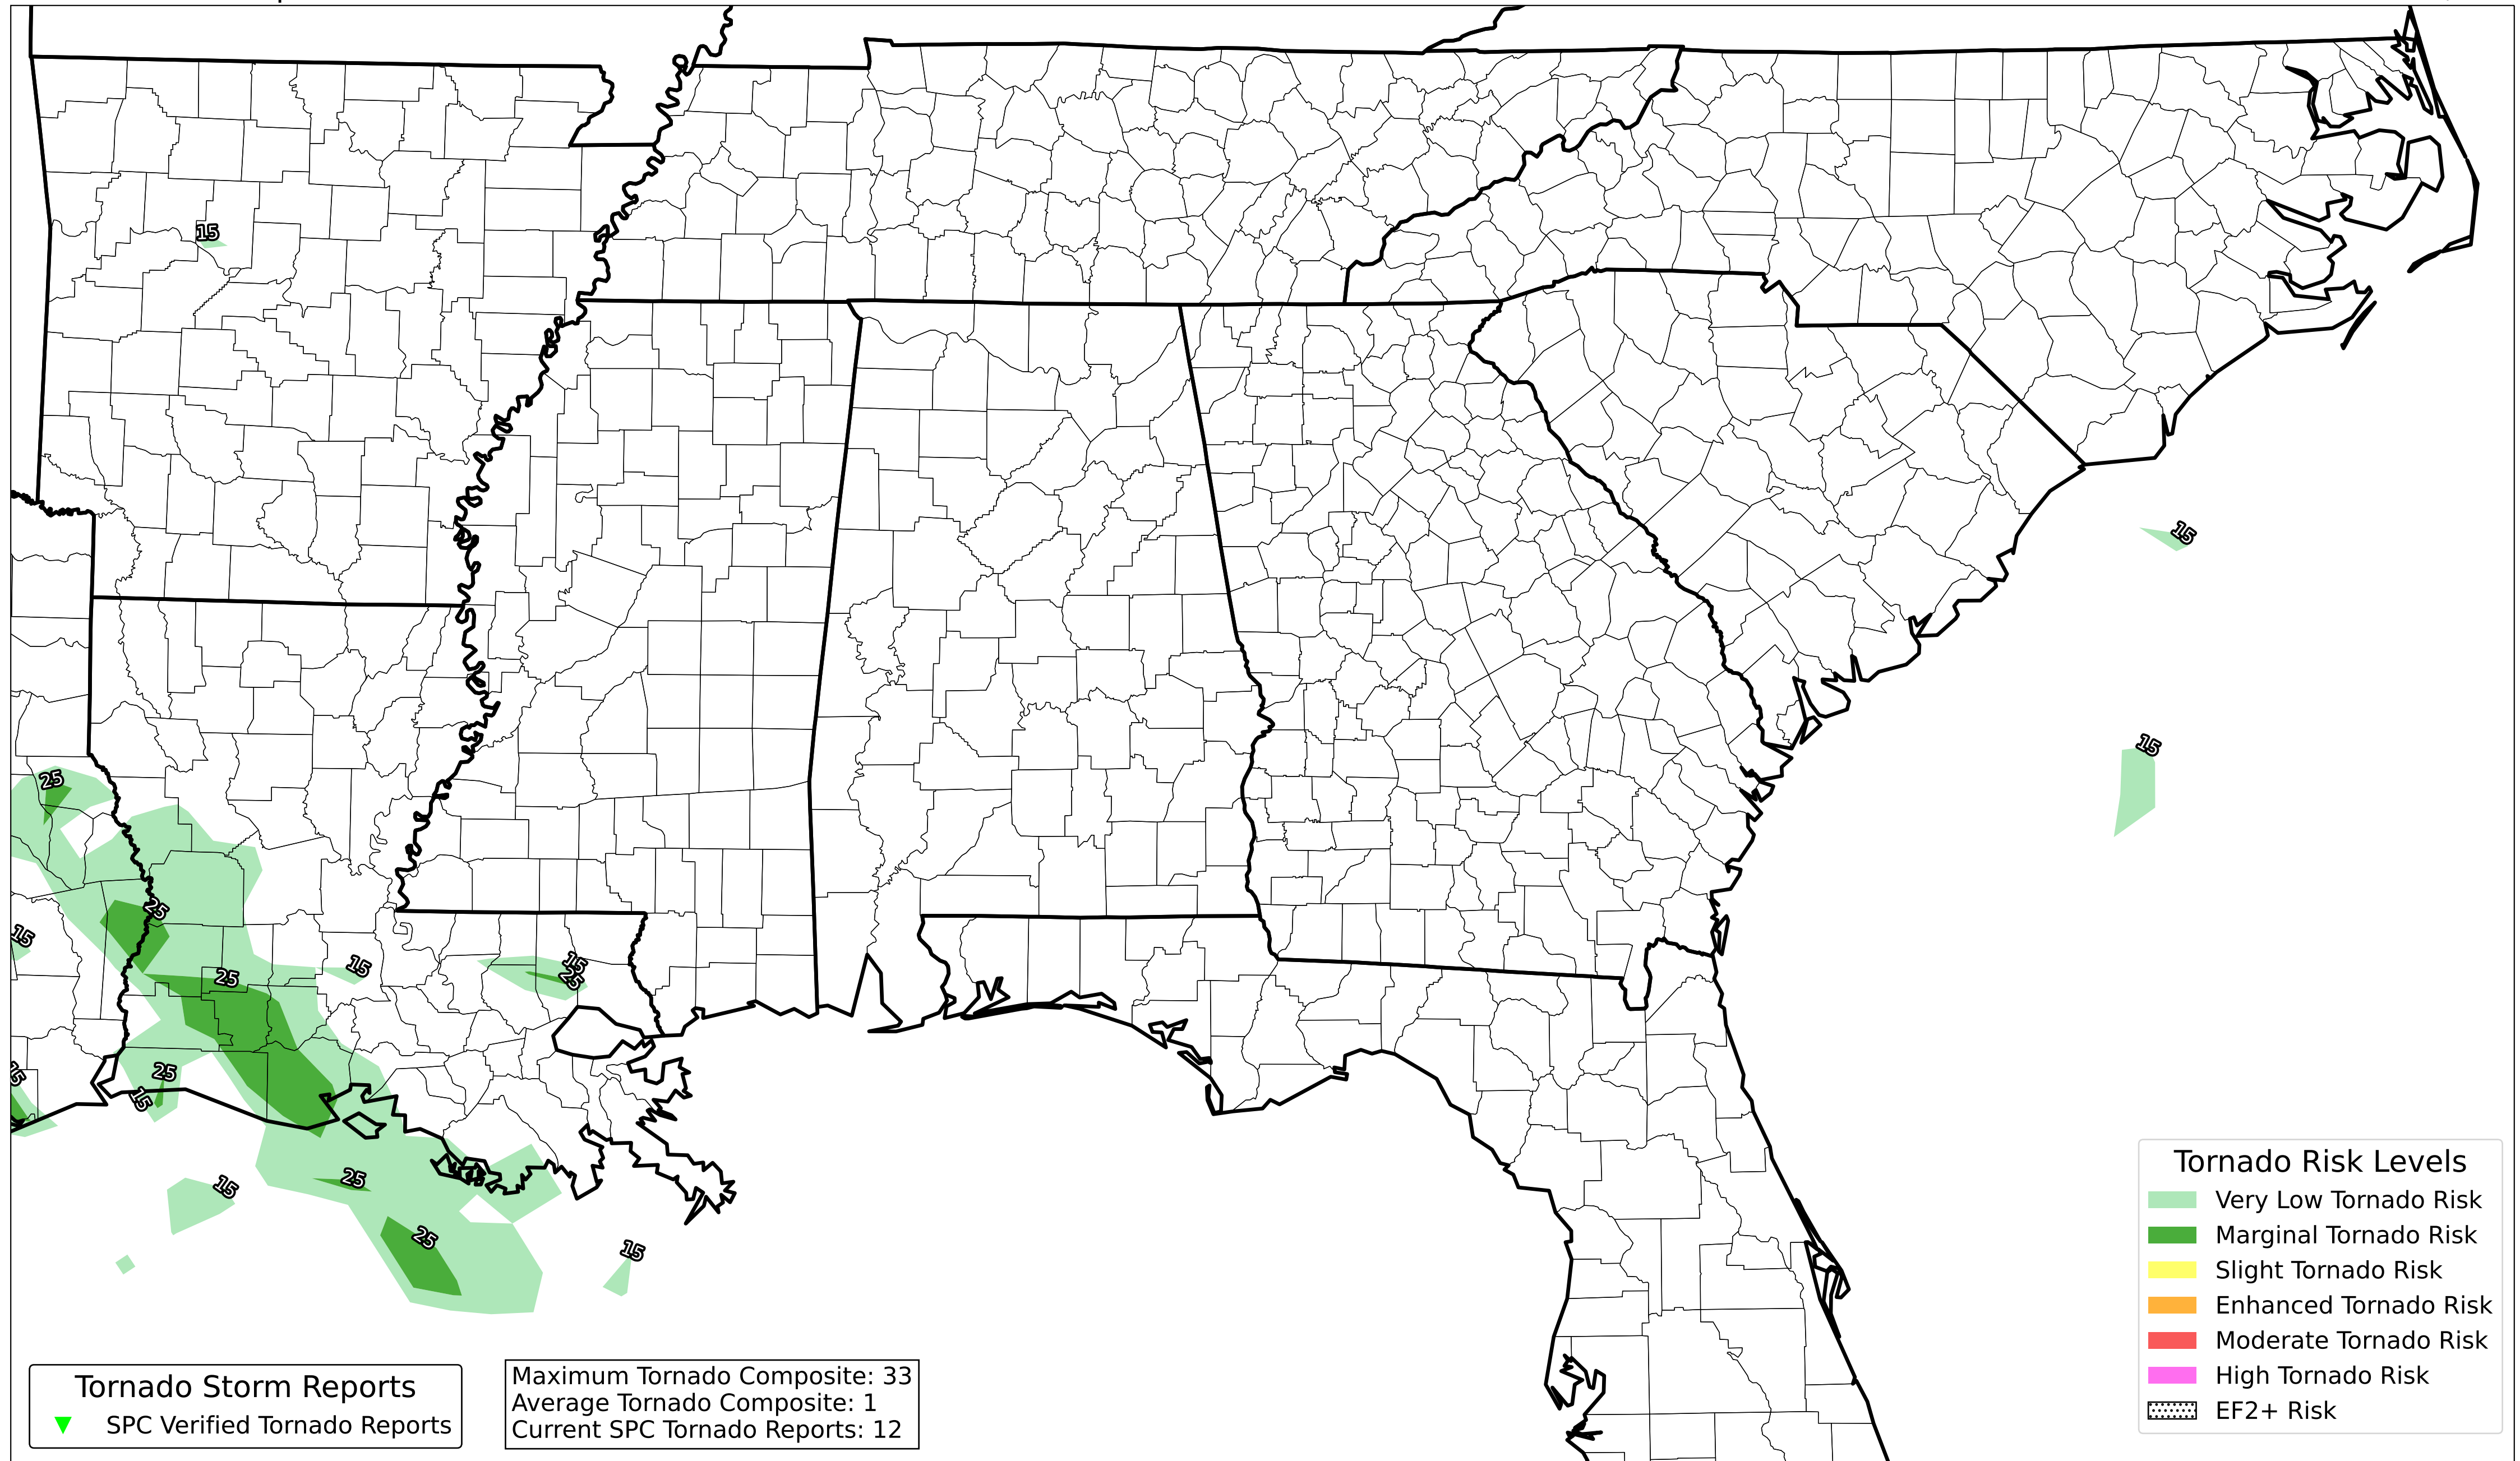 15
15
15
25
25
15
25
15
15
25
15
25
15
25
15
25
15
Tornado Risk Levels
Very Low Tornado Risk
Marginal Tornado Risk
Slight Tornado Risk
Enhanced Tornado Risk
Moderate Tornado Risk
High Tornado Risk
EF2+ Risk
Tornado Storm Reports
SPC Verified Tornado Reports
Maximum Tornado Composite: 33
Average Tornado Composite: 1
Current SPC Tornado Reports: 12